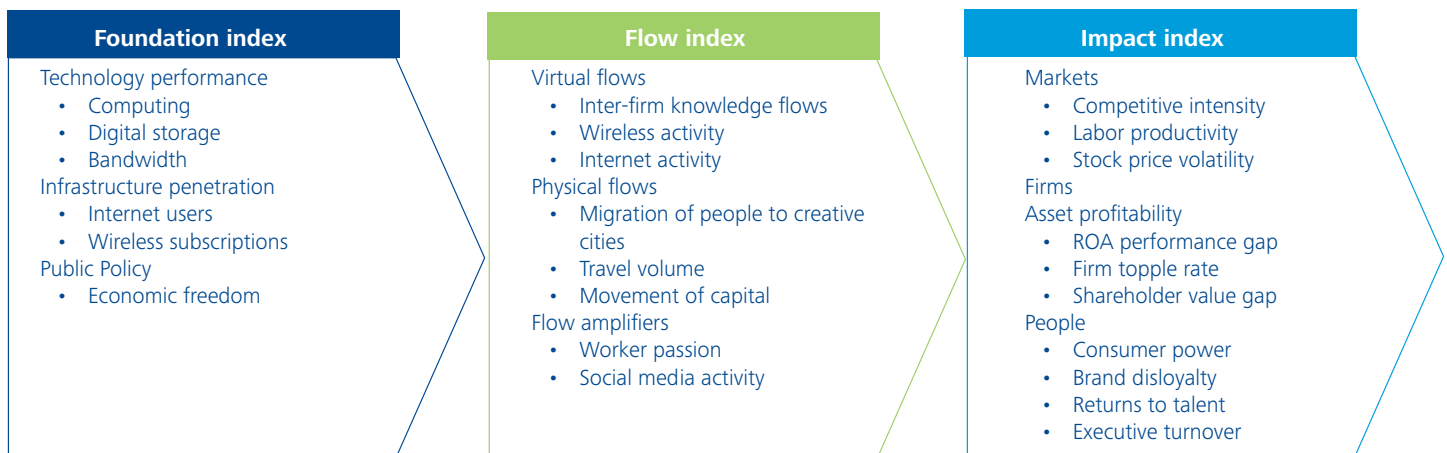 Foundation index
Technology performance
• Computing
• Digital storage
• Bandwidth
Infrastructure penetration
• Internet users
• Wireless subscriptions
Public Policy
• Economic freedom
Flow index
Virtual flows
• Inter-firm knowledge flows
• Wireless activity
• Internet activity
Physical flows
• Migration of people to creative
cities
• Travel volume
• Movement of capital
Flow amplifiers
• Worker passion
• Social media activity
Impact index
Markets
• Competitive intensity
• Labor productivity
• Stock price volatility
Firms
Asset profitability
• ROA performance gap
• Firm topple rate
• Shareholder value gap
People
• Consumer power
• Brand disloyalty
• Returns to talent
• Executive turnover